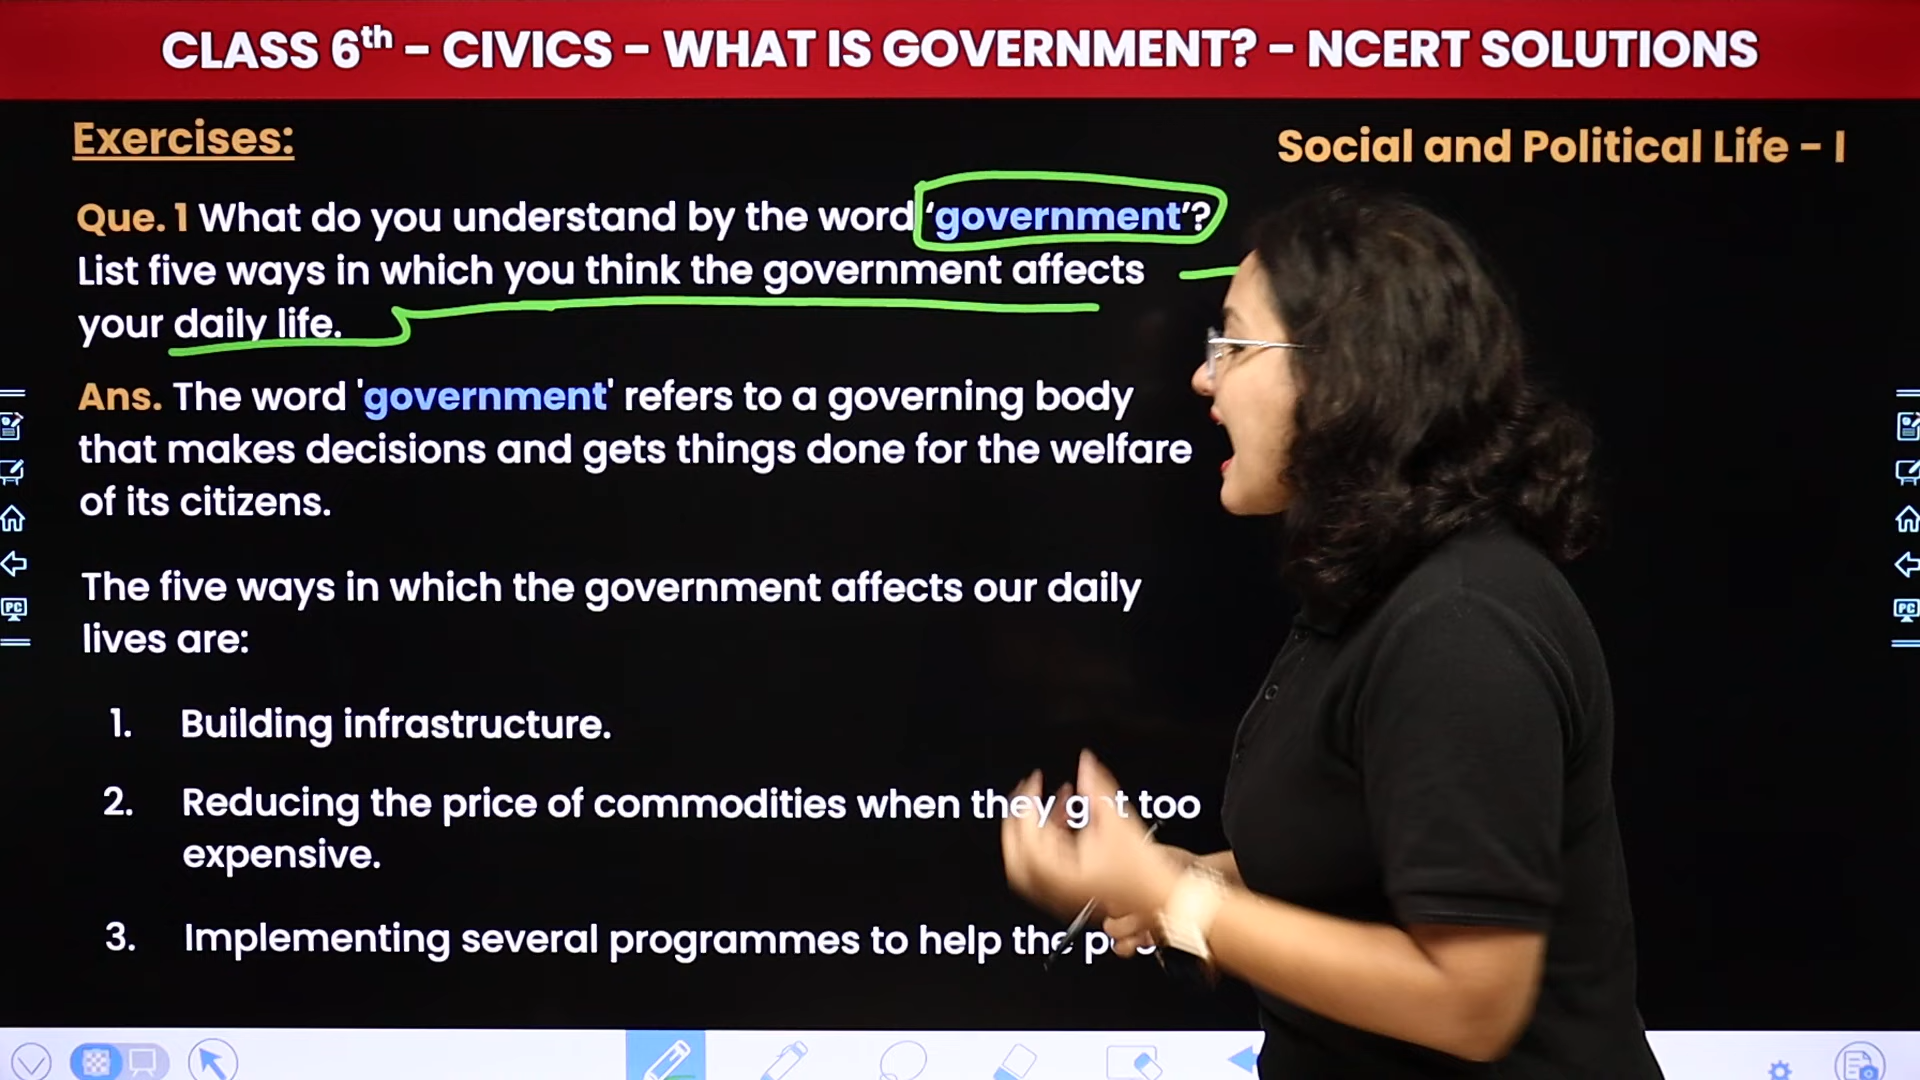 CLASS 6th – CIVICS – WHAT IS GOVERNMENT? – NCERT SOLUTIONS
Exercises:
Social and Political Life – I
Que. 1 What do you understand by the word 'government'?
List five ways in which you think the government affects
your daily life.
Ans. The word 'government' refers to a governing body
that makes decisions and gets things done for the welfare
of its citizens.
The five ways in which the government affects our daily
lives are:
1. Building infrastructure.
2. Reducing the price of commodities when they too
expensive.
3. Implementing several programmes to help the
PC
PC